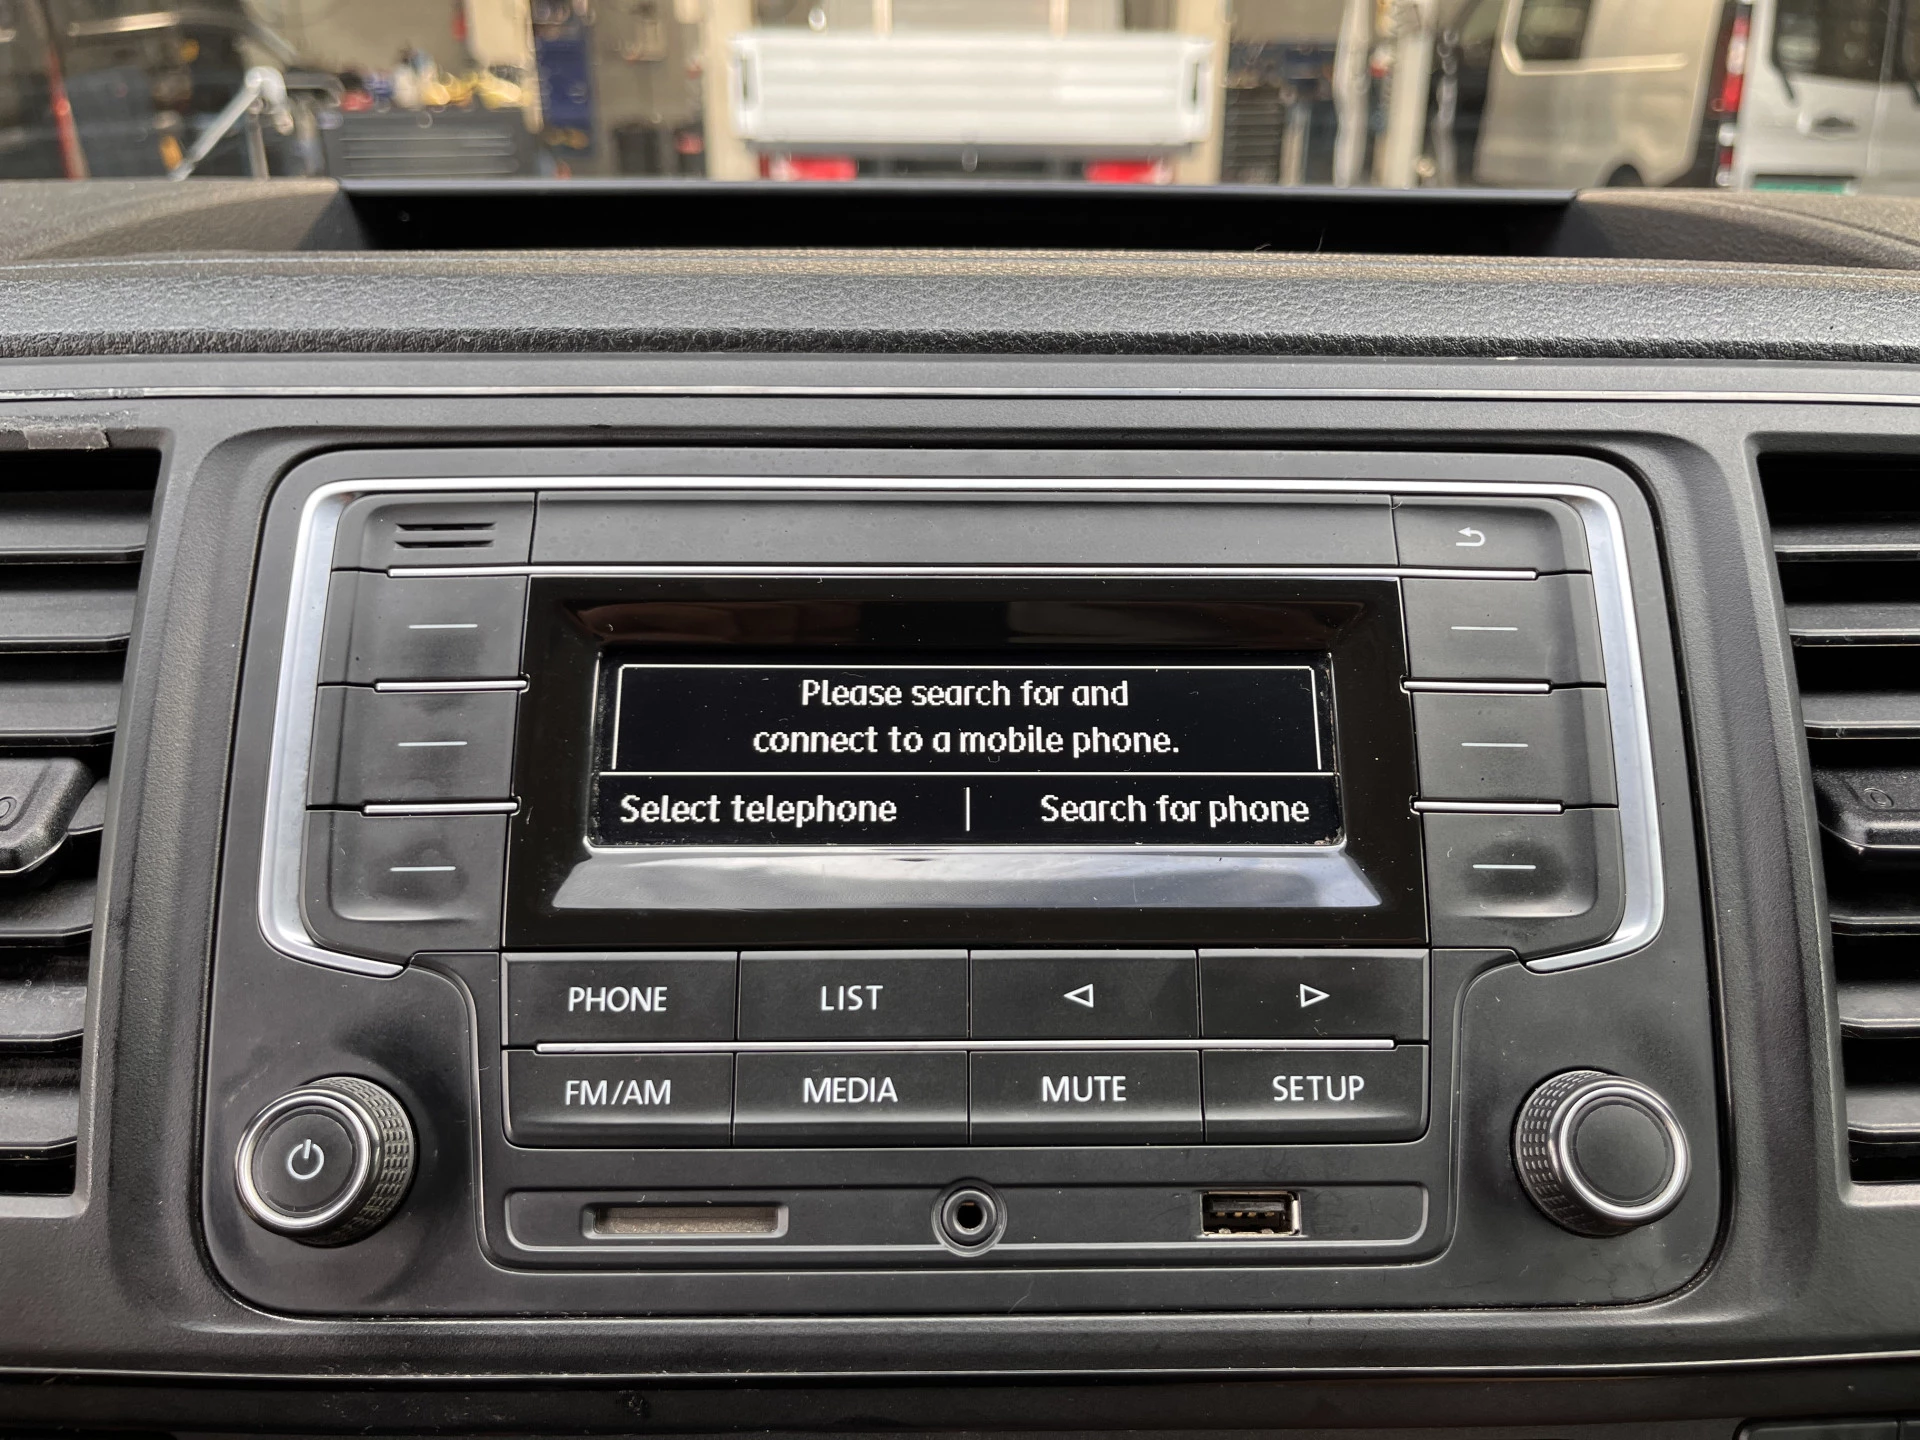 Please search for and
connect to a mobile phone.
Select telephone | Search for phone
PHONE LIST
FM/AM MEDIA MUTE SETUP